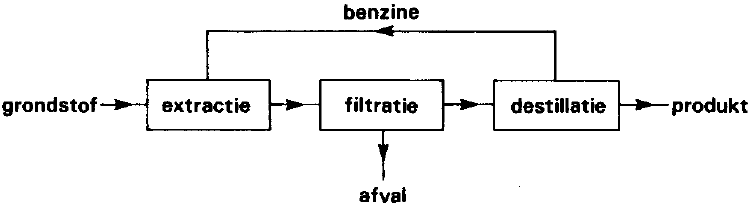 benzine
grondstof
extractie
filtratie
destillatie
produkt
afval